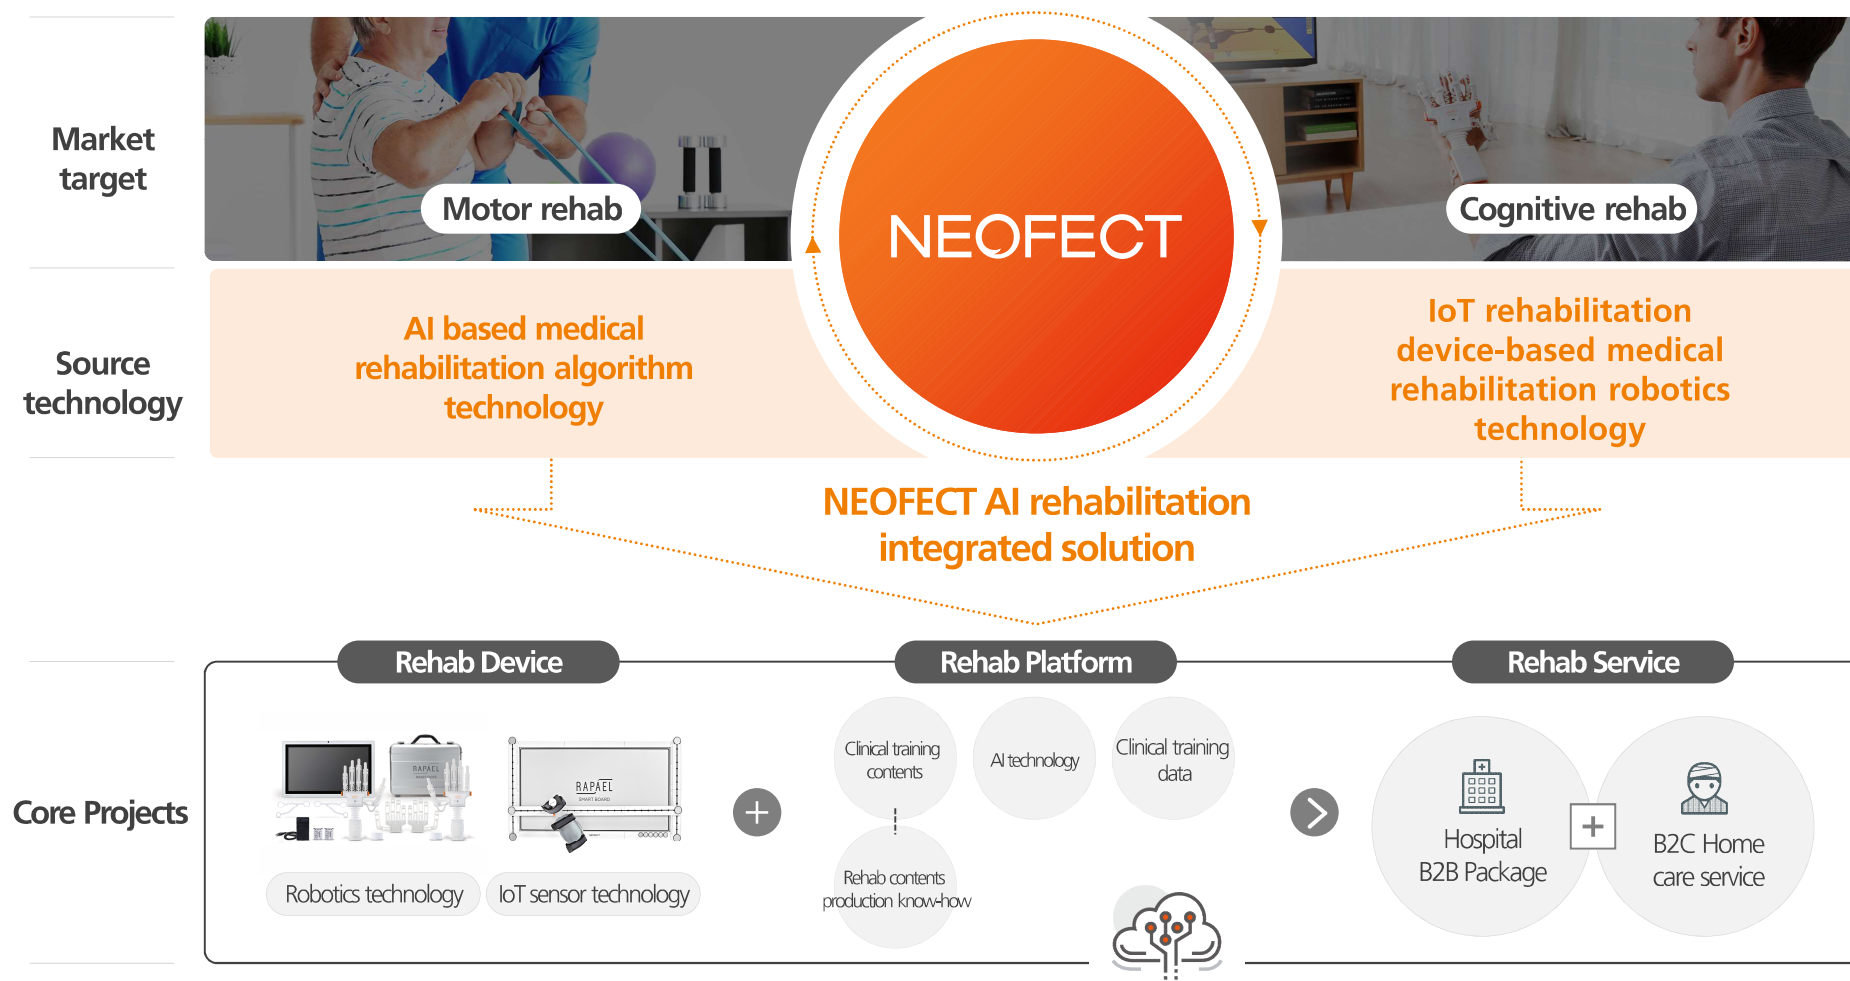 Market
target
Motor rehab
NEOFECT
Cognitive rehab
Source
technology
AI based medical
rehabilitation algorithm
technology
IoT rehabilitation
device-based medical
rehabilitation robotics
technology
NEOFECT AI rehabilitation
integrated solution
Core Projects
Rehab Device
RAPAEL
RAPAEL
SMART BOARD
Robotics technology
IoT sensor technology
Rehab Platform
Clinical training
contents
AI technology
Clinical training
data
Rehab contents
production know-how
Rehab Service
Hospital
B2B Package
B2C Home
care service